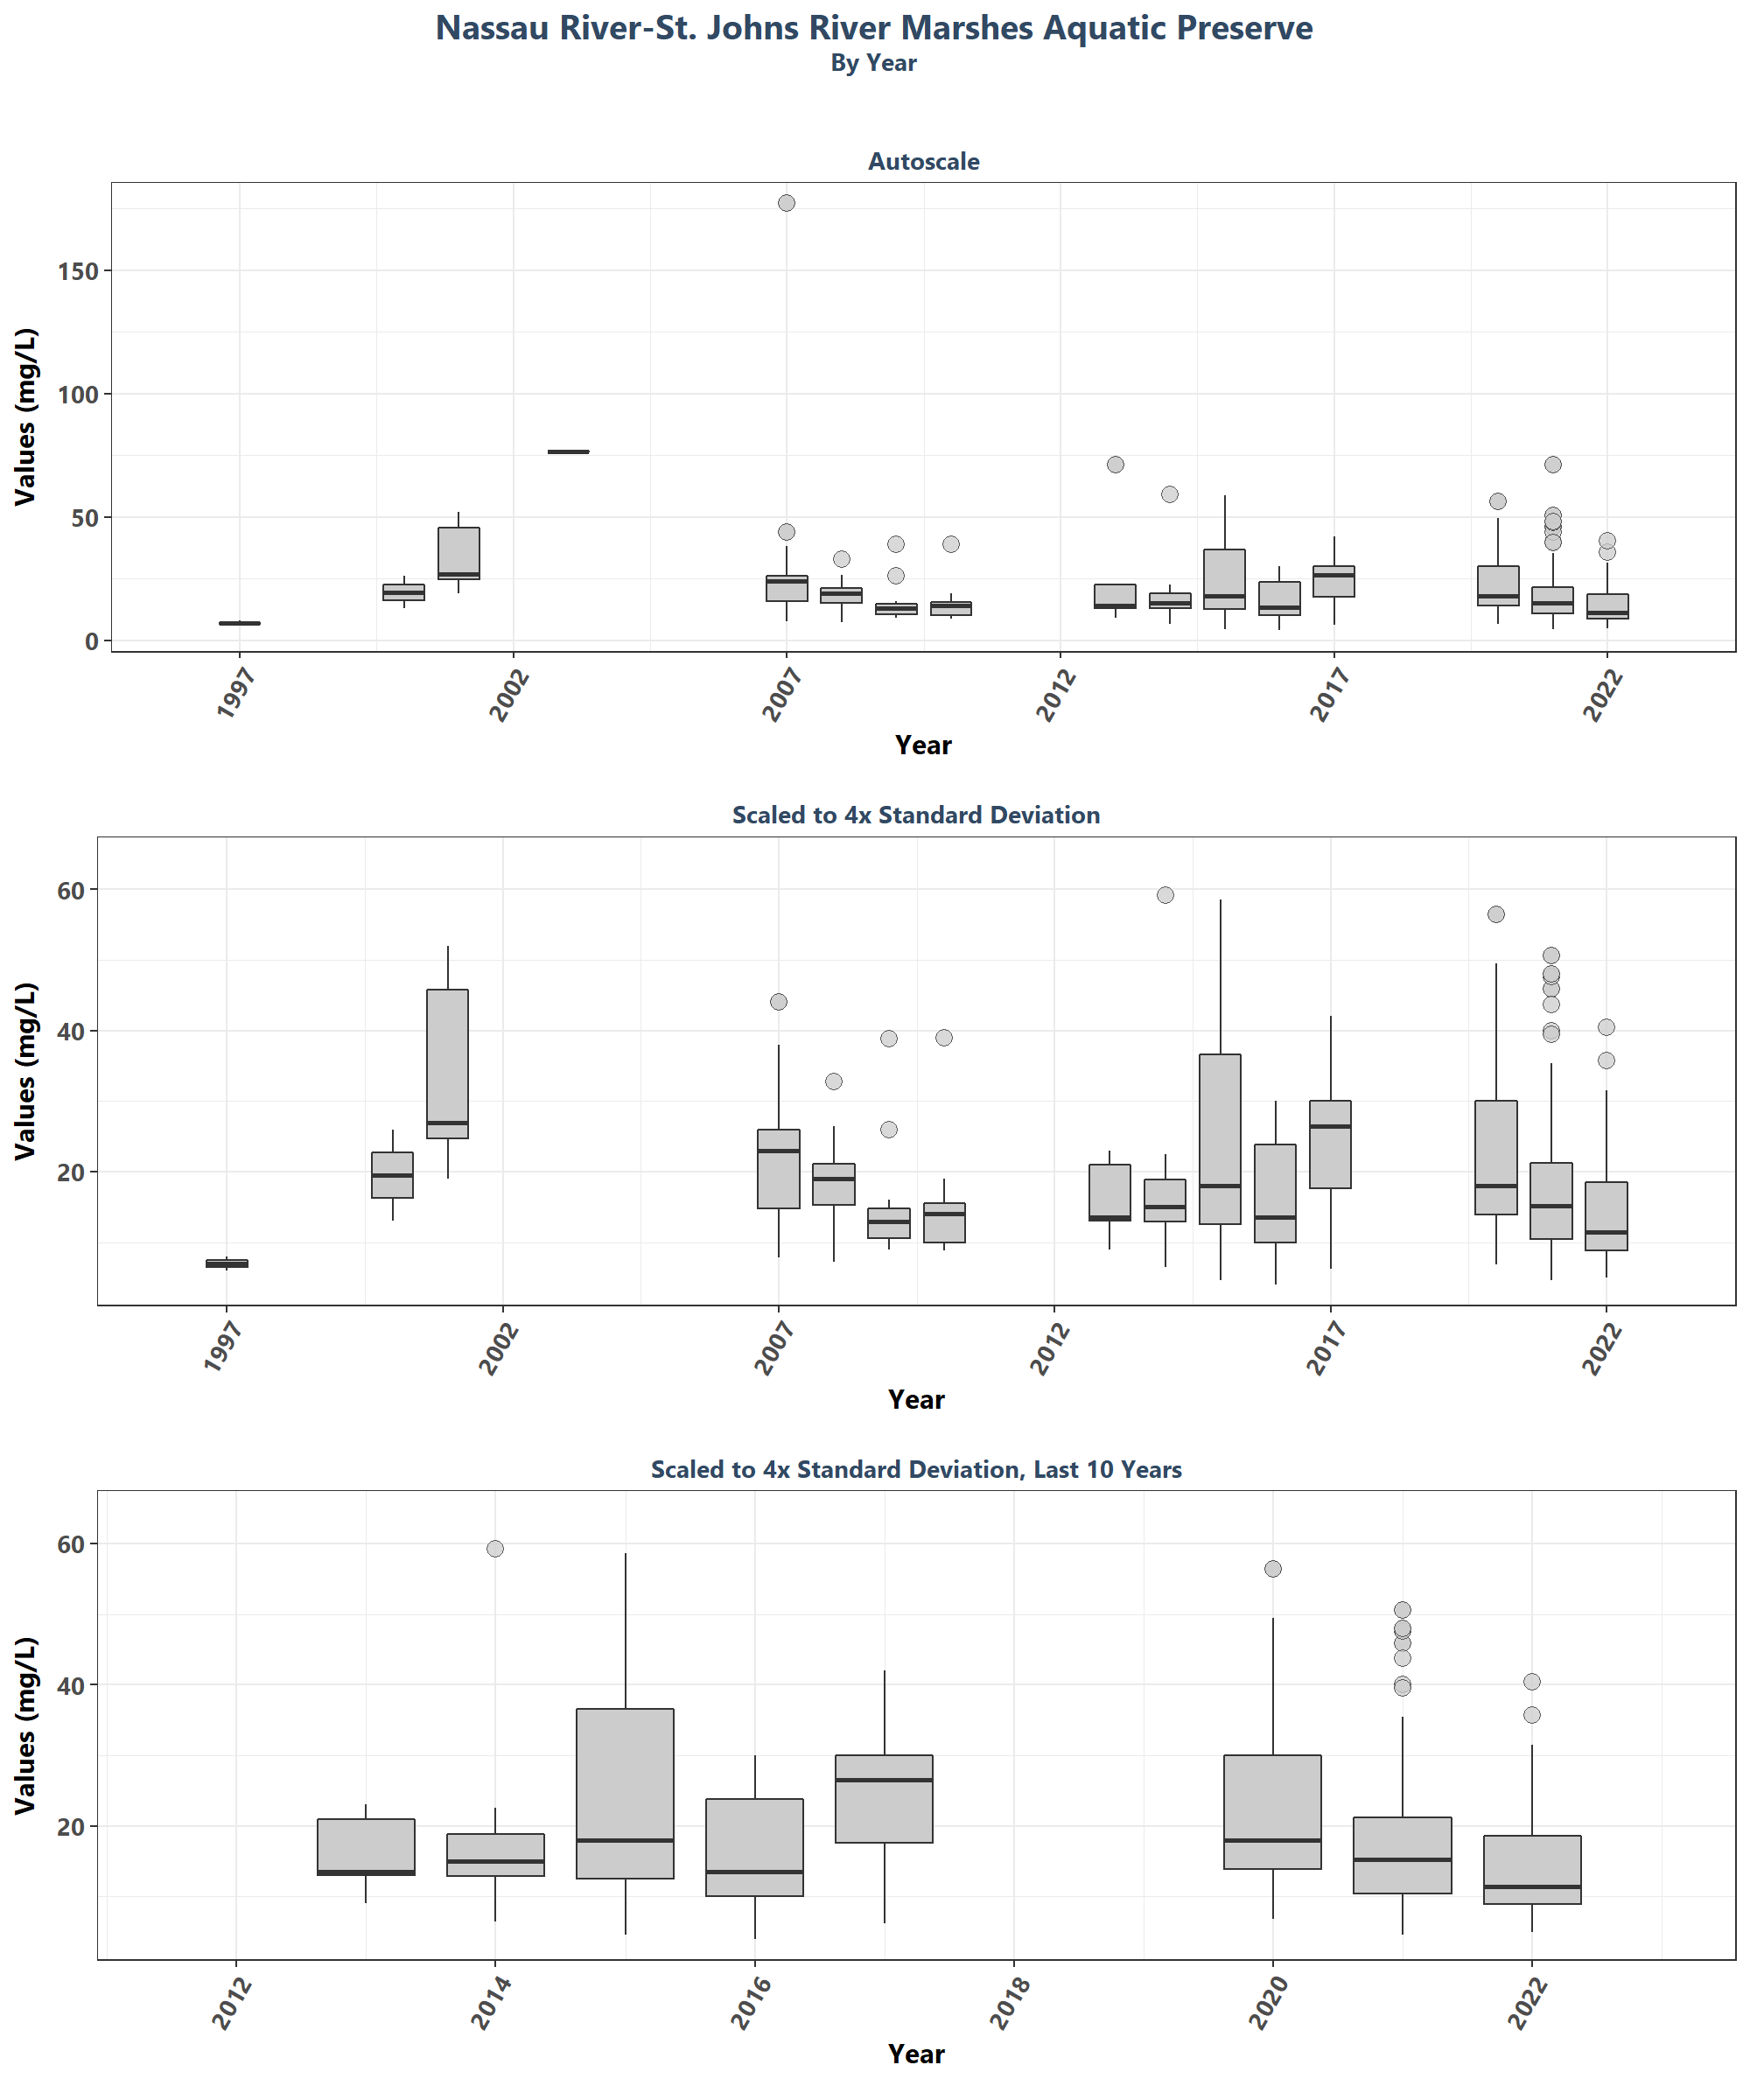 Nassau River-St. Johns River Marshes Aquatic Preserve
By Year
Autoscale
Values (mg/L)
150
100
50
0
1997
2002
2007
2012
2017
2022
Year
Scaled to 4x Standard Deviation
Values (mg/L)
60
40
20
1997
2002
2007
2012
2017
2022
Year
Scaled to 4x Standard Deviation, Last 10 Years
Values (mg/L)
60
40
20
2012
2014
2016
2018
2020
2022
Year